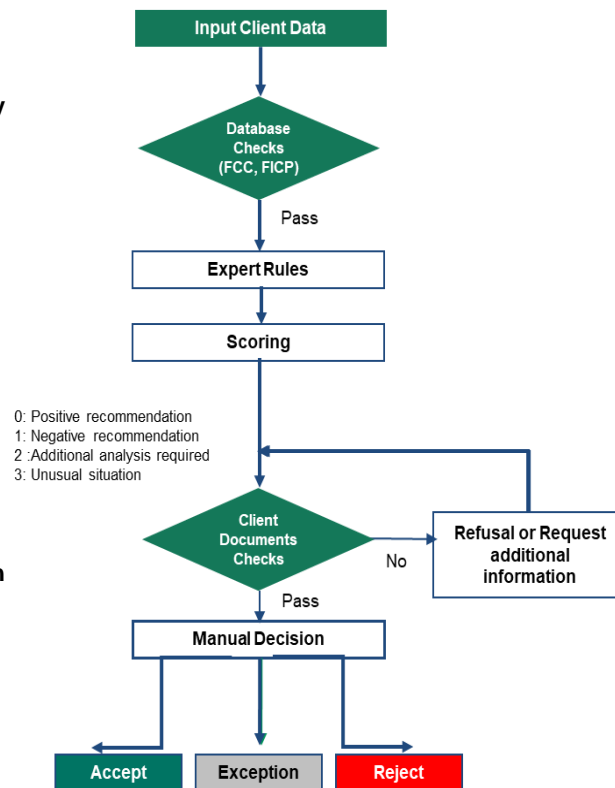 Input Client Data
y
Database
Checks
(FCC, FICP)
Pass
Expert Rules
Scoring
0: Positive recommendation
1: Negative recommendation
2 :Additional analysis required
3: Unusual situation
Client
Documents
Checks
No
Refusal or Request
additional
information
n
Pass
Manual Decision
Accept
Exception
Reject